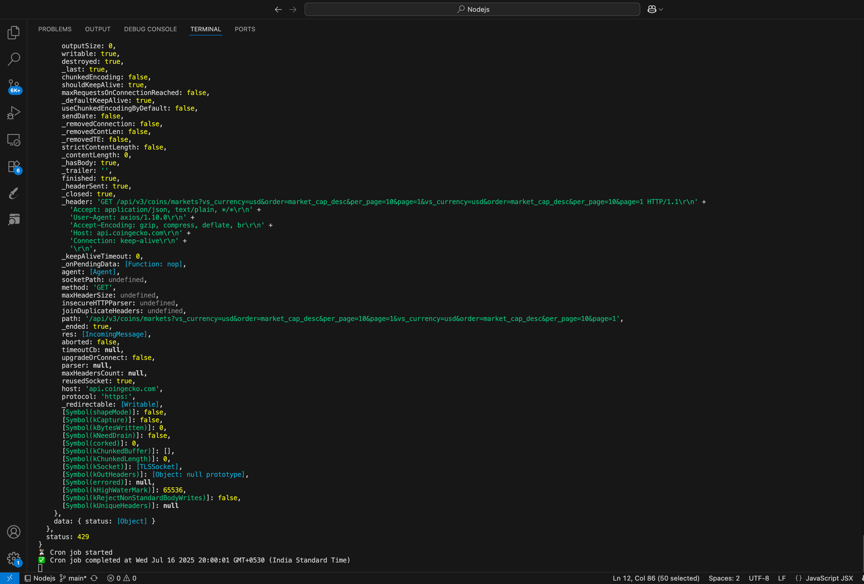 Nodejs
PROBLEMS OUTPUT DEBUG CONSOLE TERMINAL PORTS
outputSize: 0,
writable: true,
destroyed: true,
_last: true,
chunkedEncoding: false,
shouldKeepAlive: true,
maxRequestsOnConnectionReached: false,
_defaultKeepAlive: true,
useChunkedEncodingByDefault: false,
sendDate: false,
_removedConnection: false,
_removedContLen: false,
_removedTE: false,
strictContentLength: false,
_contentLength: 0,
_hasBody: true,
_trailer: '',
finished: true,
_headerSent: true,
_closed: true,
_header: 'GET /api/v3/coins/markets?vs_currency=usd&order=market_cap_desc&per_page=10&page=1&vs_currency=usd&order=market_cap_desc&per_page=10&page=1 HTTP/1.1\r\n' +
'Accept: application/json, text/plain, */*\r\n' +
'User-Agent: axios/1.10.0\r\n' +
'Accept-Encoding: gzip, compress, deflate, br\r\n' +
'Host: api.coingecko.com\r\n' +
'Connection: keep-alive\r\n' +
'\r\n',
_keepAliveTimeout: 0,
_onPendingData: [Function: nop],
agent: [Agent],
socketPath: undefined,
method: 'GET',
maxHeaderSize: undefined,
insecureHTTPParser: undefined,
joinDuplicateHeaders: undefined,
path: '/api/v3/coins/markets?vs_currency=usd&order=market_cap_desc&per_page=10&page=1&vs_currency=usd&order=market_cap_desc&per_page=10&page=1',
_ended: true,
res: [IncomingMessage],
aborted: false,
timeoutCb: null,
upgradeOrConnect: false,
parser: null,
maxHeadersCount: null,
reusedSocket: true,
host: 'api.coingecko.com',
protocol: 'https:',
_redirectable: [Writable],
[Symbol(shapeMode)]: false,
[Symbol(kCapture)]: false,
[Symbol(kBytesWritten)]: 0,
[Symbol(kNeedDrain)]: false,
[Symbol(corked)]: 0,
[Symbol(kChunkedBuffer)]: [],
[Symbol(kChunkedLength)]: 0,
[Symbol(kSocket)]: [TLSSocket],
[Symbol(kOutHeaders)]: [Object: null prototype],
[Symbol(errored)]: null,
[Symbol(kHighWaterMark)]: 65536,
[Symbol(kRejectNonStandardBodyWrites)]: false,
[Symbol(kUniqueHeaders)]: null
},
data: { status: [Object] }
},
status: 429
}
⏳ Cron job started
✅ Cron job completed at Wed Jul 16 2025 20:00:01 GMT+0530 (India Standard Time)
6K+
6
1
Nodejs main* 0 0 Ln 12, Col 86 (50 selected) Spaces: 2 UTF-8 LF {} JavaScript JSX